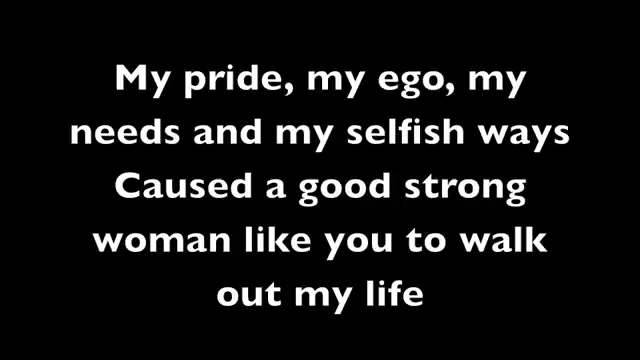 My pride, my ego, my
needs and my selfish ways
Caused a good strong
woman like you to walk
out my life